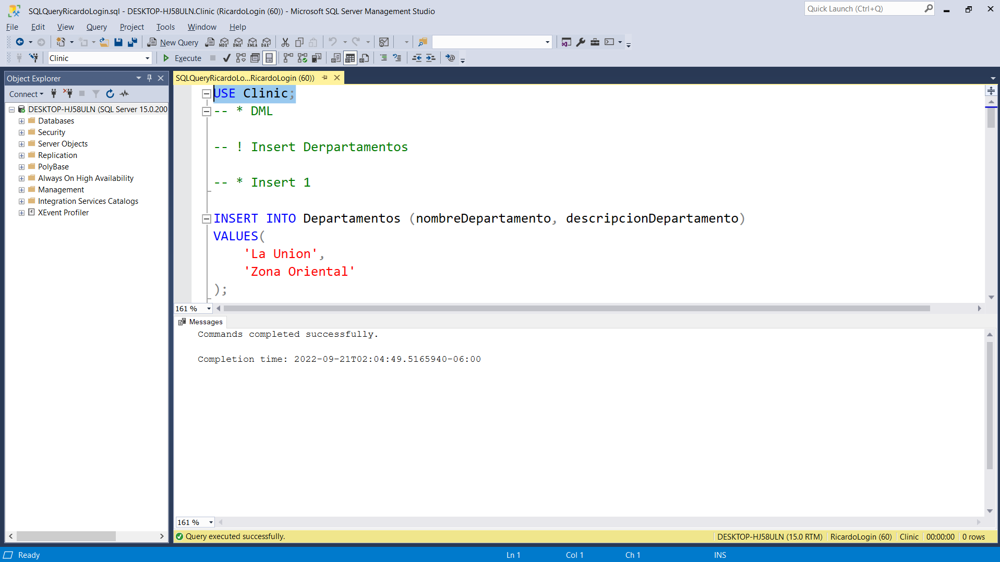 SQLQueryRicardoLogin.sql - DESKTOP-HJ58ULN.Clinic (RicardoLogin (60)) - Microsoft SQL Server Management Studio
Quick Launch (Ctrl+Q)
File Edit View Query Project Tools Window Help
New Query MDX DMX XMLA DAX
Clinic Execute
Object Explorer
SQLQueryRicardoLo...RicardoLogin (60))
Connect
DESKTOP-HJ58ULN (SQL Server 15.0.200
Databases
Security
Server Objects
Replication
PolyBase
Always On High Availability
Management
Integration Services Catalogs
XEvent Profiler
USE Clinic;
-- * DML
-- ! Insert Derpartamentos
-- * Insert 1
INSERT INTO Departamentos (nombreDepartamento, descripcionDepartamento)
VALUES(
'La Union',
'Zona Oriental'
);
161 %
Messages
Commands completed successfully.
Completion time: 2022-09-21T02:04:49.5165940-06:00
161 %
Query executed successfully. DESKTOP-HJ58ULN (15.0 RTM) RicardoLogin (60) Clinic 00:00:00 0 rows
Ready Ln 1 Col 1 Ch 1 INS